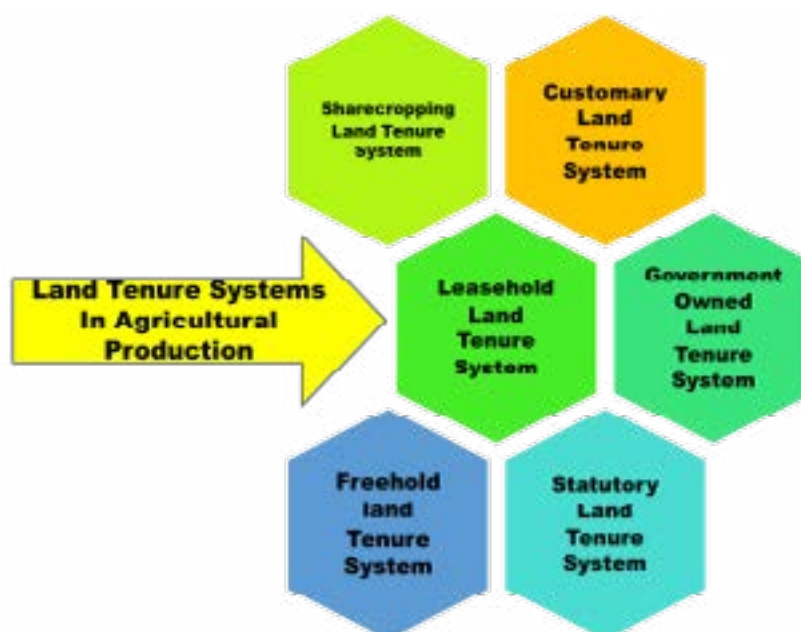 Sharecropping
Land Tenure
System
Customary
Land
Tenure
System
Land Tenure Systems
In Agricultural
Production
Leasehold
Land
Tenure
System
Government
Owned
Land
Tenure
System
Freehold
land
Tenure
System
Statutory
Land
Tenure
System